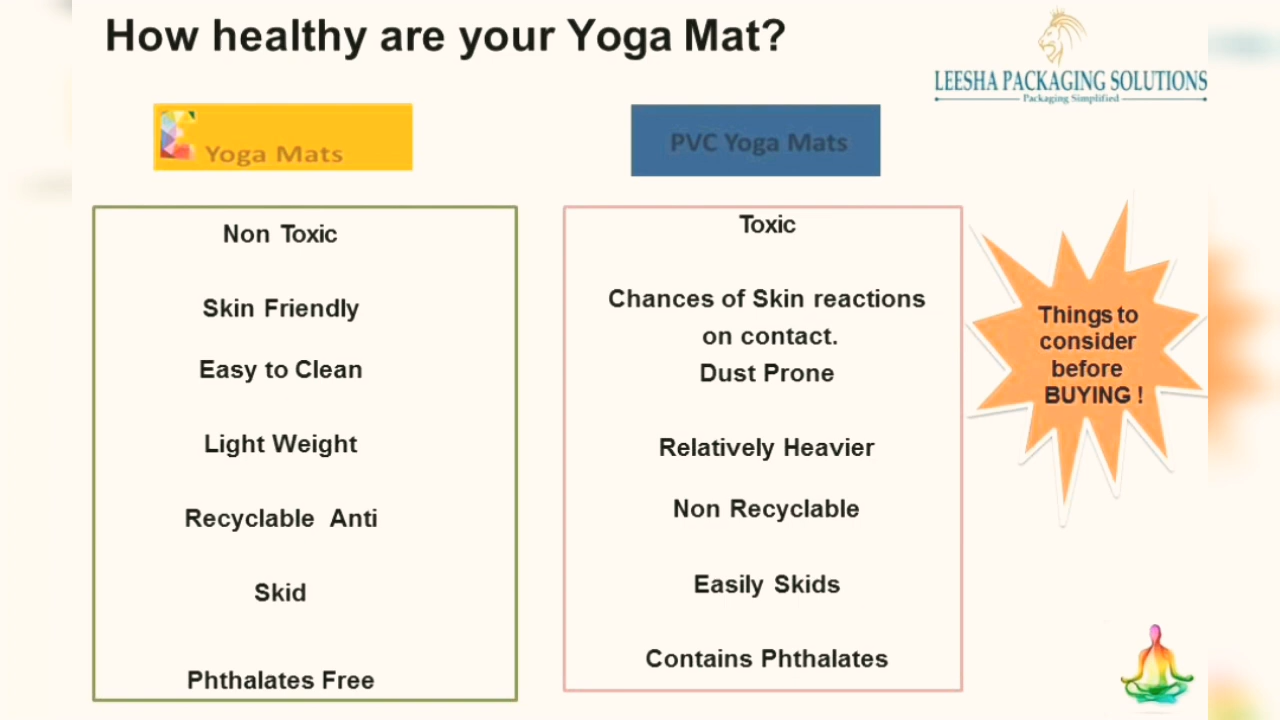 How healthy are your Yoga Mat?
LEESHA PACKAGING SOLUTIONS
Packaging Simplified
Yoga Mats
Non Toxic
Skin Friendly
Easy to Clean
Light Weight
Recyclable Anti
Skid
Phthalates Free
PVC Yoga Mats
Toxic
Chances of Skin reactions
on contact.
Dust Prone
Relatively Heavier
Non Recyclable
Easily Skids
Contains Phthalates
Things to
consider
before
BUYING !